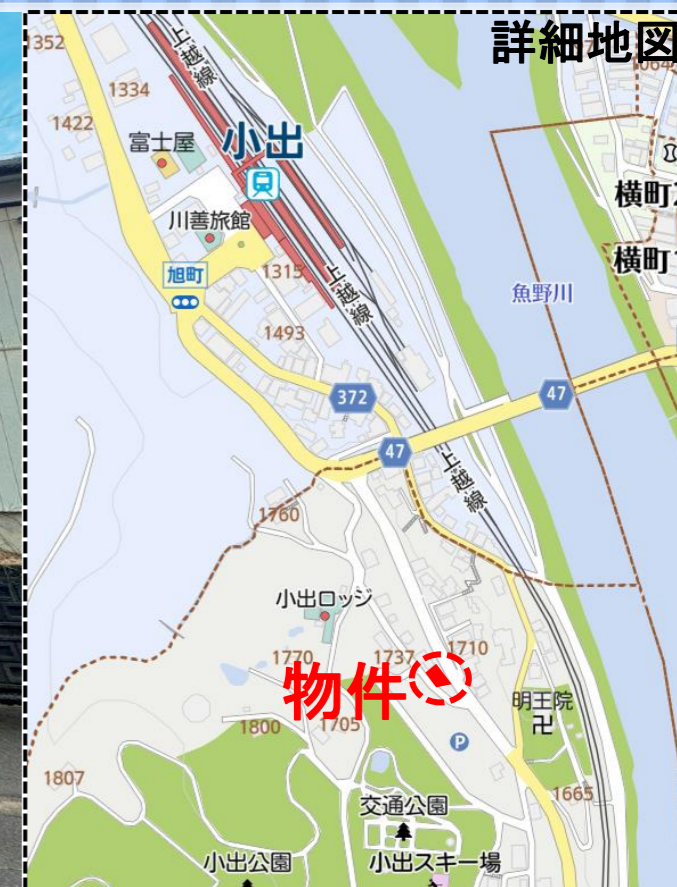 詳細地図
1352
上越線
1334
1422
富士屋
小出
川善旅館
旭町
1315
上越線
1493
横町
横町
魚野川
372
47
47
上越線
1760
小出ロッジ
1770
1737
1710
物件
1705
1800
明王院
卍
P
1807
1665
交通公園
小出公園
小出スキー場